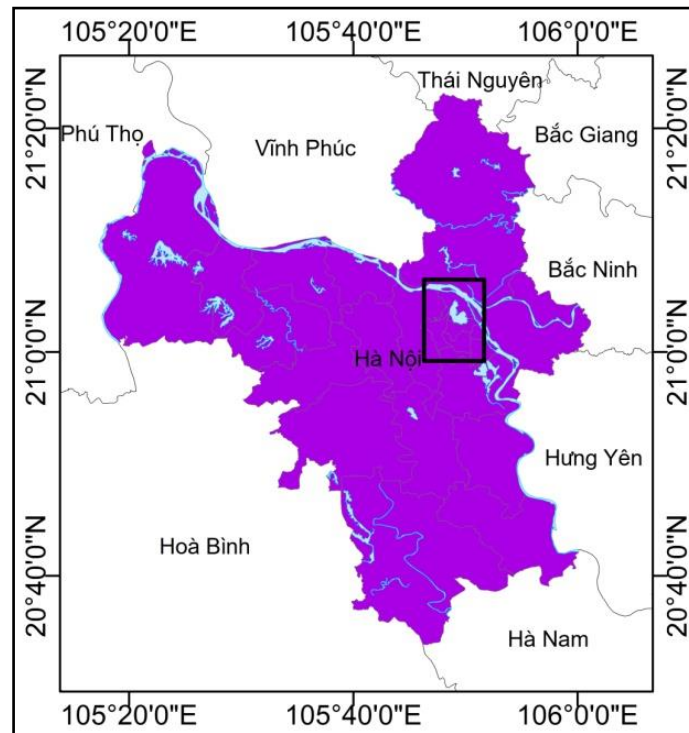 105°20'0"E 105°40'0"E 106°0'0"E
Thái Nguyên
21°20'0"N 21°20'0"N
Phú Thọ
Vĩnh Phúc
Bắc Giang
Bắc Ninh
21°0'0"N 21°0'0"N
Hà Nội
Hưng Yên
Hoà Bình
20°40'0"N 20°40'0"N
Hà Nam
105°20'0"E 105°40'0"E 106°0'0"E